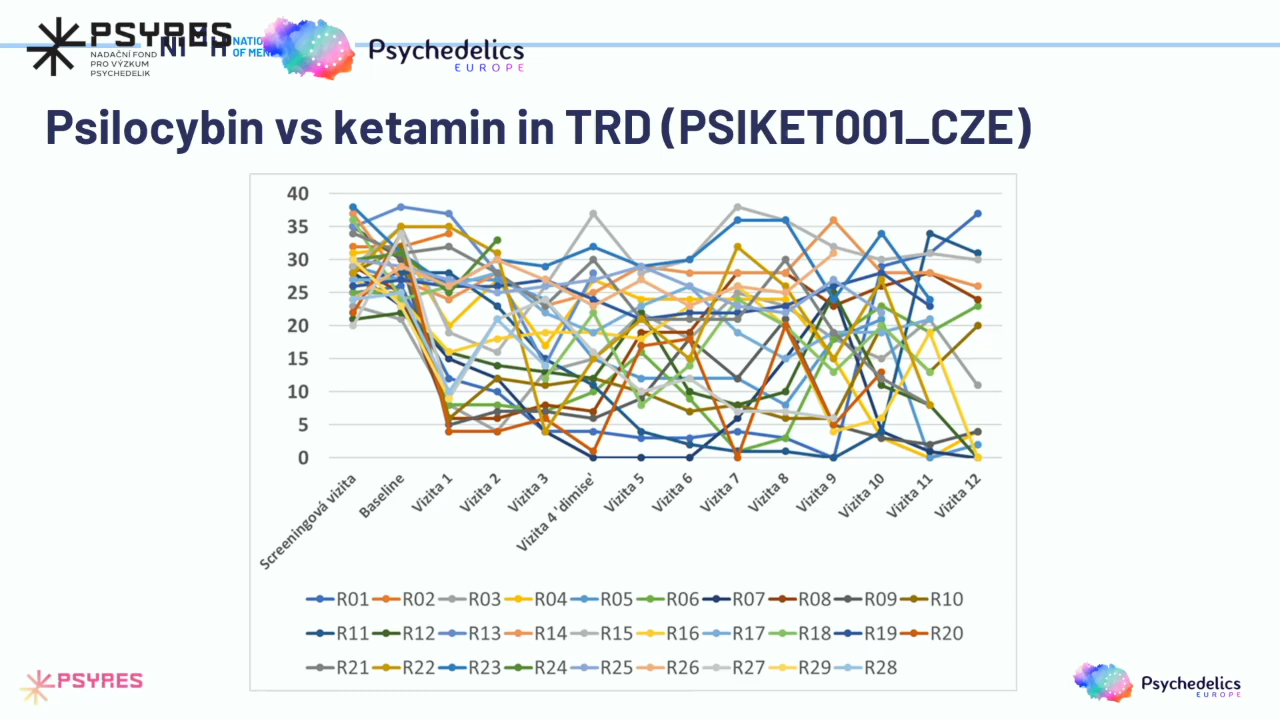 PSYRES
NADAČNÍ FOND
PRO VÝZKUM
PSYCHEDELIK
OF MEN
Psychedelics
EUROPE
Psilocybin vs ketamin in TRD (PSIKET001_CZE)
40
35
30
25
20
15
10
5
0
Screeningová vizita
Baseline
Vizita 1
Vizita 2
Vizita 3
Vizita 4 'dimise'
Vizita 5
Vizita 6
Vizita 7
Vizita 8
Vizita 9
Vizita 10
Vizita 11
Vizita 12
R01 R02 R03 R04 R05 R06 R07 R08 R09 R10
R11 R12 R13 R14 R15 R16 R17 R18 R19 R20
R21 R22 R23 R24 R25 R26 R27 R29 R28
PSYRES
Psychedelics
EUROPE